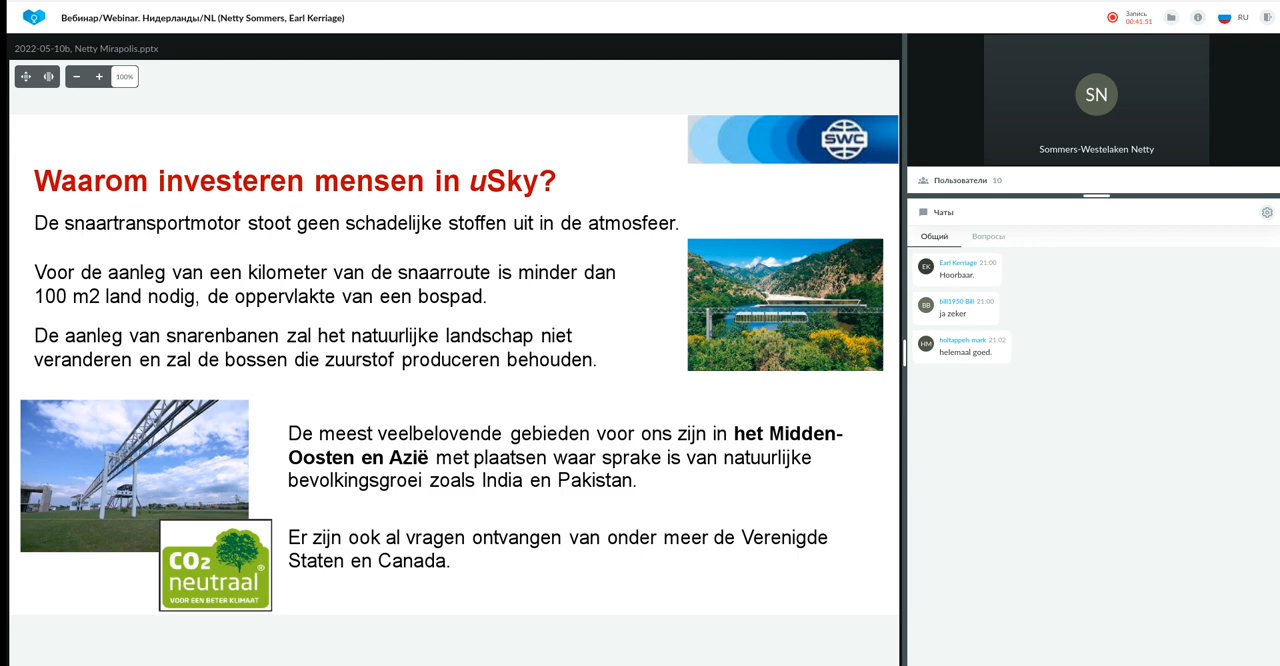 Вебинар/Webinar. Нидерланды/NL (Netty Sommers, Earl Kerriage)
Запись
00:41:51
RU
2022-05-10b, Netty Mirapolis.pptx
100%
SWC
Waarom investeren mensen in uSky?
De snaartransportmotor stoot geen schadelijke stoffen uit in de atmosfeer.
Voor de aanleg van een kilometer van de snaarroute is minder dan
100 m2 land nodig, de oppervlakte van een bospad.
De aanleg van snarenbanen zal het natuurlijke landschap niet
veranderen en zal de bossen die zuurstof produceren behouden.
De meest veelbelovende gebieden voor ons zijn in het Midden-
Oosten en Azië met plaatsen waar sprake is van natuurlijke
bevolkingsgroei zoals India en Pakistan.
Er zijn ook al vragen ontvangen van onder meer de Verenigde
Staten en Canada.
CO2
neutraal®
VOOR EEN BETER KLIMAAT
SN
Sommers-Westelaken Netty
Пользователи 10
Чаты
Общий Вопросы
EK Earl Kerriage 21:00
Hoorbaar.
BB bill1950 Bill 21:00
ja zeker
HM holtappels mark 21:02
helemaal goed.